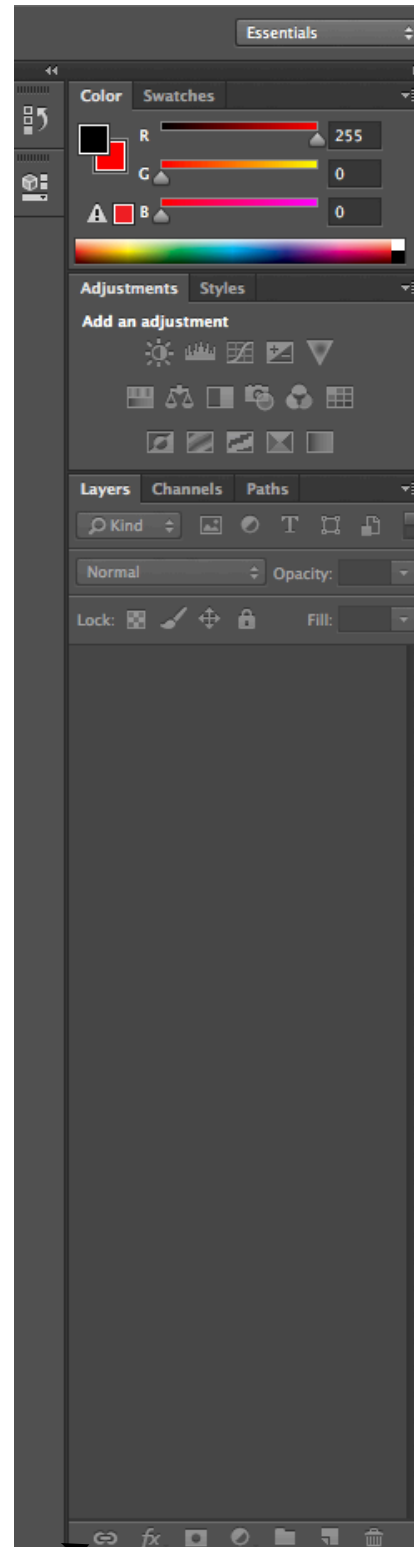 Essentials
Color Swatches
R 255
G 0
B 0
Adjustments Styles
Add an adjustment
Layers Channels Paths
Kind T
Normal Opacity:
Lock: Fill:
fx